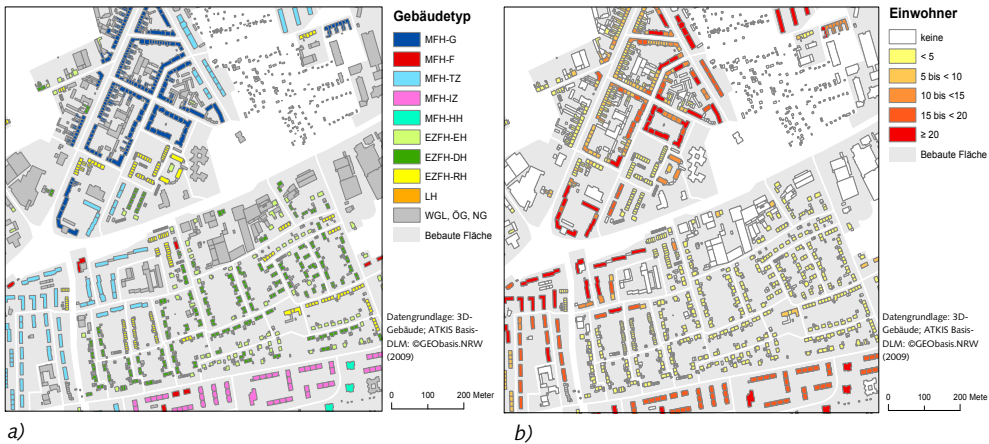 Gebäudetyp
MFH-G
MFH-F
MFH-TZ
MFH-IZ
MFH-HH
EZFH-EH
EZFH-DH
EZFH-RH
LH
WGL, ÖG, NG
Bebaute Fläche
Datengrundlage: 3D-
Gebäude; ATKIS Basis-
DLM: ©GEObasis.NRW
(2009)
0 100 200 Meter
a)
Einwohner
keine
< 5
5 bis < 10
10 bis <15
15 bis < 20
≥ 20
Bebaute Fläche
Datengrundlage: 3D-
Gebäude; ATKIS Basis-
DLM: ©GEObasis.NRW
(2009)
0 100 200 Meter
b)